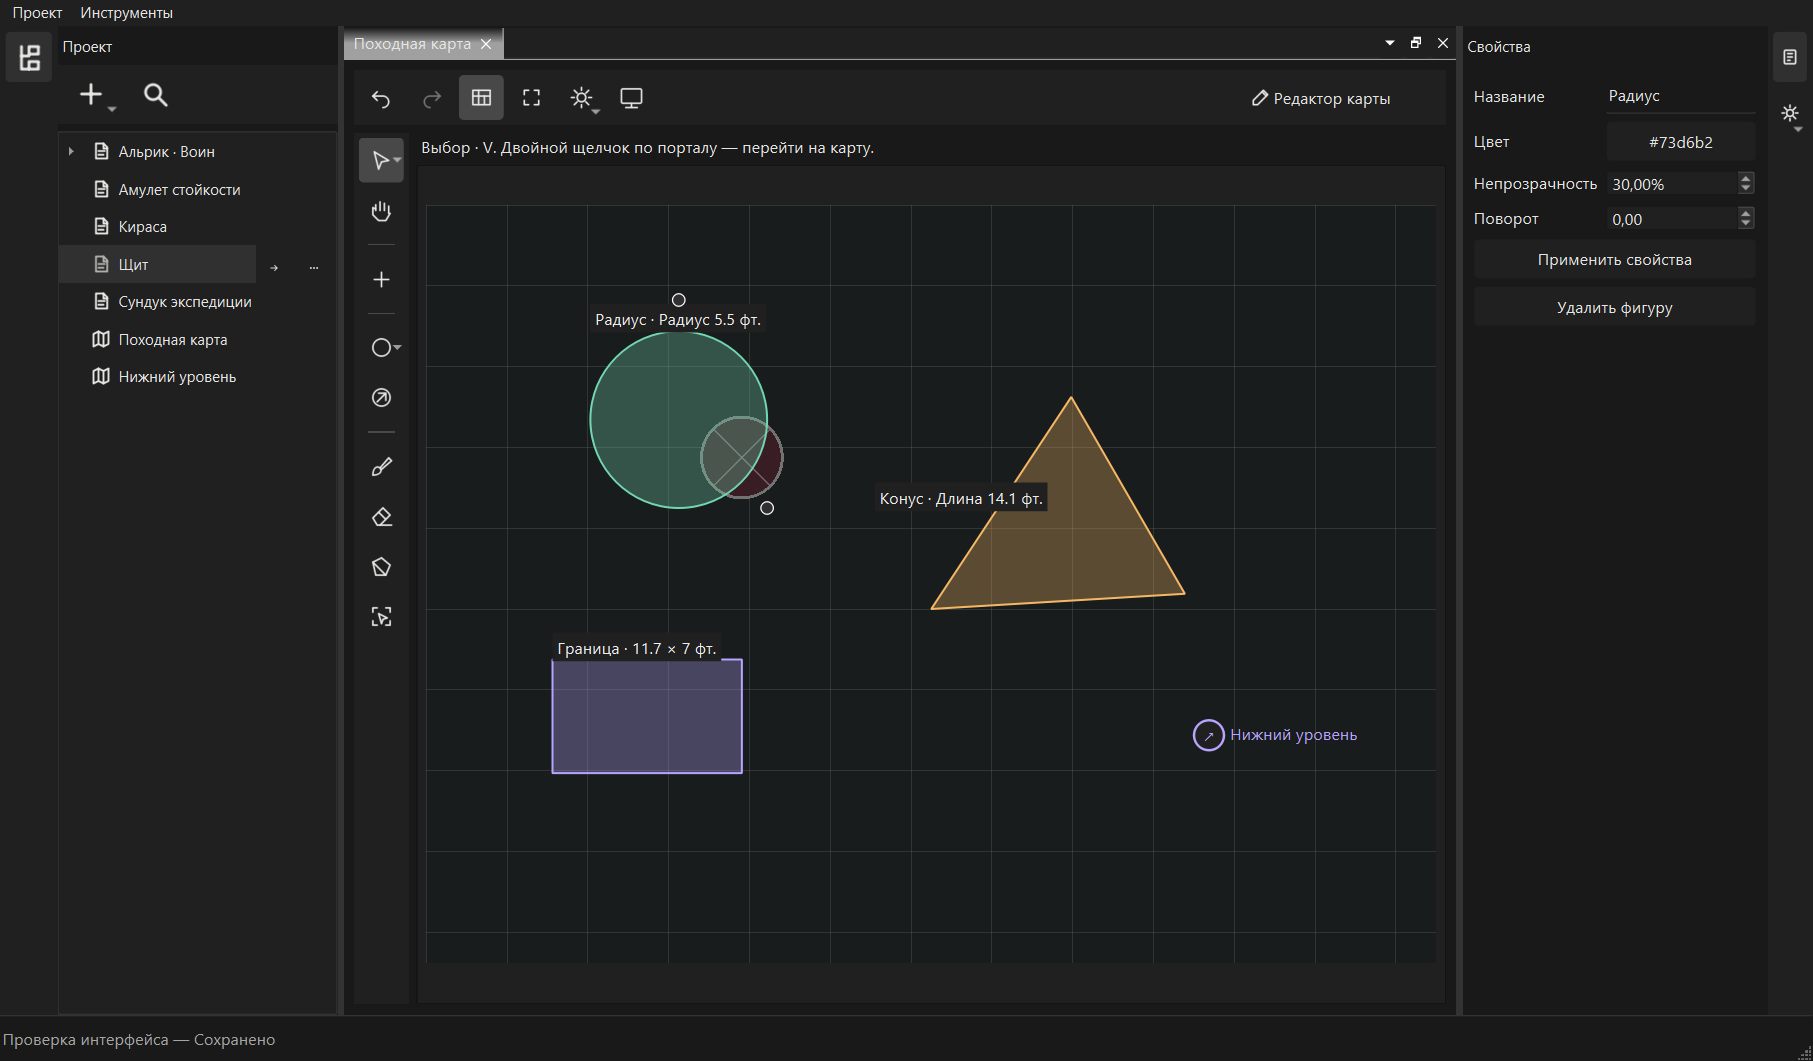 Проект Инструменты
Проект
Альрик · Воин
Амулет стойкости
Кираса
Щит → ...
Сундук экспедиции
Походная карта
Нижний уровень
Походная карта
Редактор карты
Выбор · V. Двойной щелчок по порталу — перейти на карту.
Радиус · Радиус 5.5 фт.
Конус · Длина 14.1 фт.
Граница · 11.7 × 7 фт.
Нижний уровень
Свойства
Название Радиус
Цвет #73d6b2
Непрозрачность 30,00%
Поворот 0,00
Применить свойства
Удалить фигуру
Проверка интерфейса — Сохранено